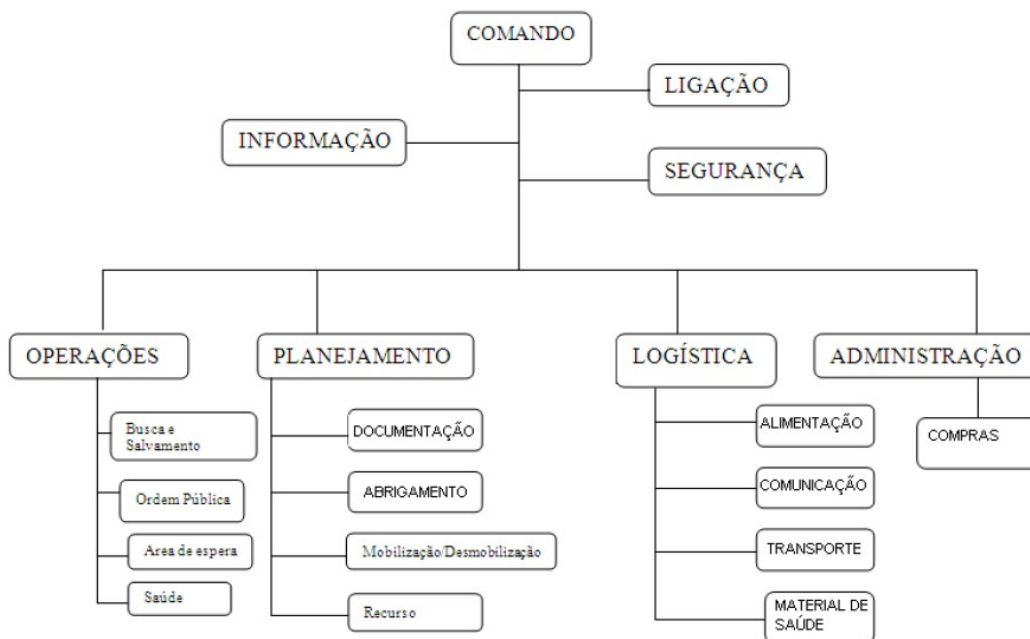 COMANDO
LIGAÇÃO
INFORMAÇÃO
SEGURANÇA
OPERAÇÕES
PLANEJAMENTO
LOGÍSTICA
ADMINISTRAÇÃO
Busca e
Salvamento
Ordem Pública
Area de espera
Saúde
DOCUMENTAÇÃO
ABRIGAMENTO
Mobilização/Desmobilização
Recurso
ALIMENTAÇÃO
COMUNICAÇÃO
TRANSPORTE
MATERIAL DE
SAÚDE
COMPRAS